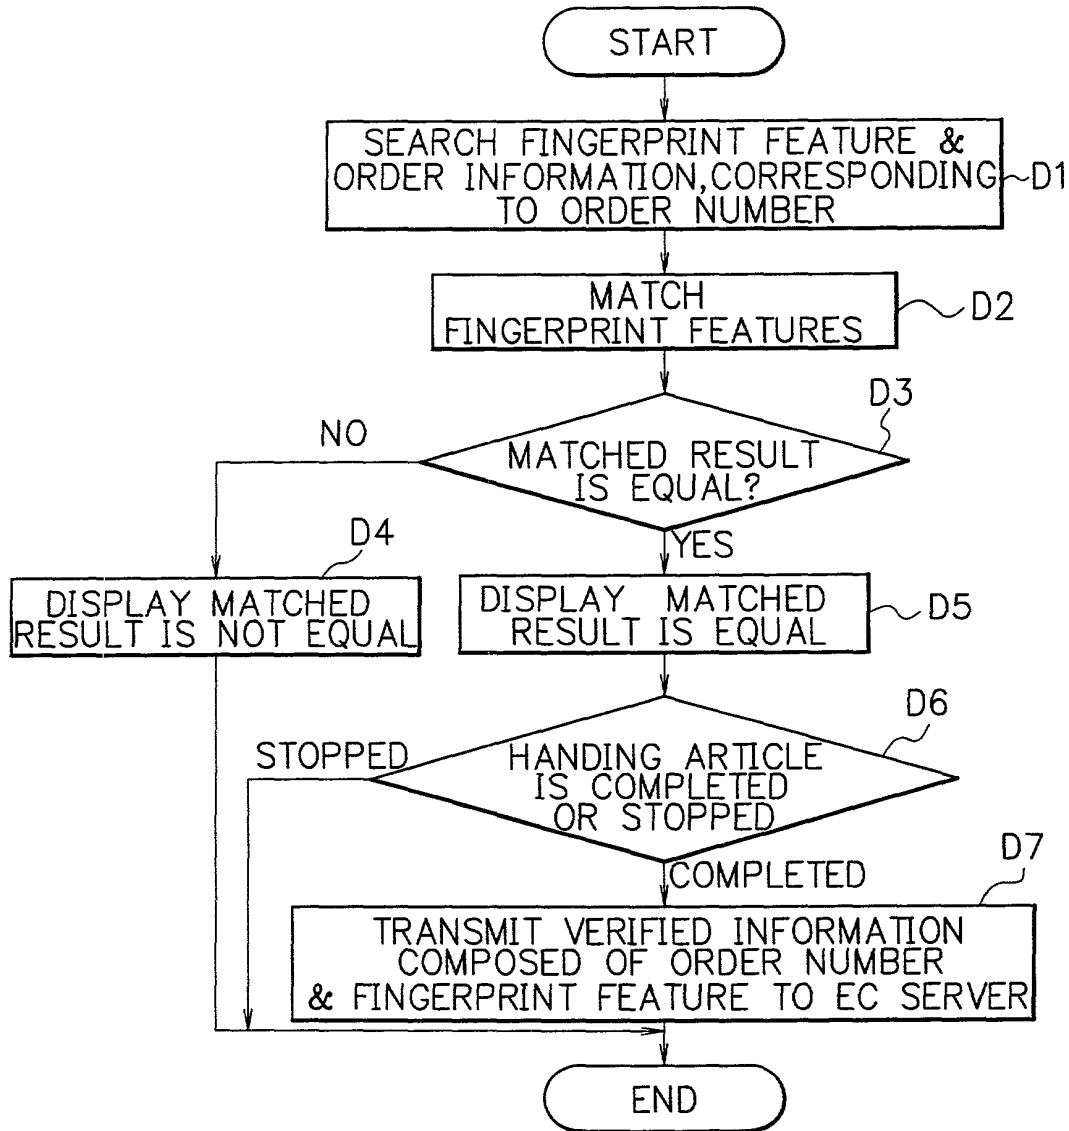 START
SEARCH FINGERPRINT FEATURE &
ORDER INFORMATION,CORRESPONDING
TO ORDER NUMBER
D1
MATCH
FINGERPRINT FEATURES
D2
D3
NO
MATCHED RESULT
IS EQUAL?
YES
D4
DISPLAY MATCHED
RESULT IS NOT EQUAL
DISPLAY MATCHED
RESULT IS EQUAL
D5
D6
STOPPED
HANDING ARTICLE
IS COMPLETED
OR STOPPED
COMPLETED
D7
TRANSMIT VERIFIED INFORMATION
COMPOSED OF ORDER NUMBER
& FINGERPRINT FEATURE TO EC SERVER
END